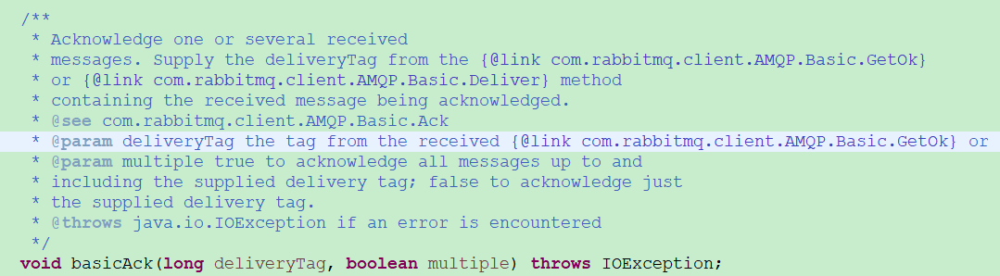 /**
 * Acknowledge one or several received
 * messages. Supply the deliveryTag from the {@link com.rabbitmq.client.AMQP.Basic.GetOk}
 * or {@link com.rabbitmq.client.AMQP.Basic.Deliver} method
 * containing the received message being acknowledged.
 * @see com.rabbitmq.client.AMQP.Basic.Ack
 * @param deliveryTag the tag from the received {@link com.rabbitmq.client.AMQP.Basic.GetOk} or
 * @param multiple true to acknowledge all messages up to and
 * including the supplied delivery tag; false to acknowledge just
 * the supplied delivery tag.
 * @throws java.io.IOException if an error is encountered
 */
void basicAck(long deliveryTag, boolean multiple) throws IOException;